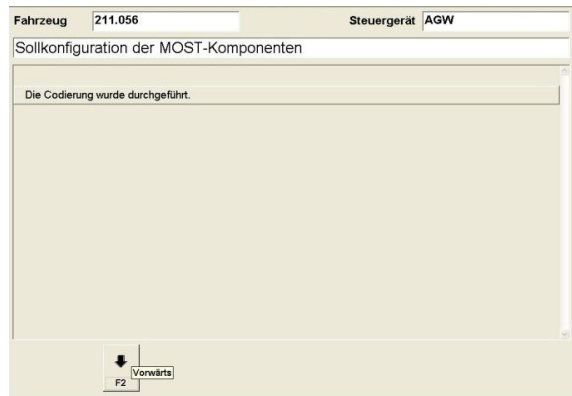 Fahrzeug 211.056 Steuergerät AGW
Sollkonfiguration der MOST-Komponenten
Die Codierung wurde durchgeführt.
Vorwärts
F2